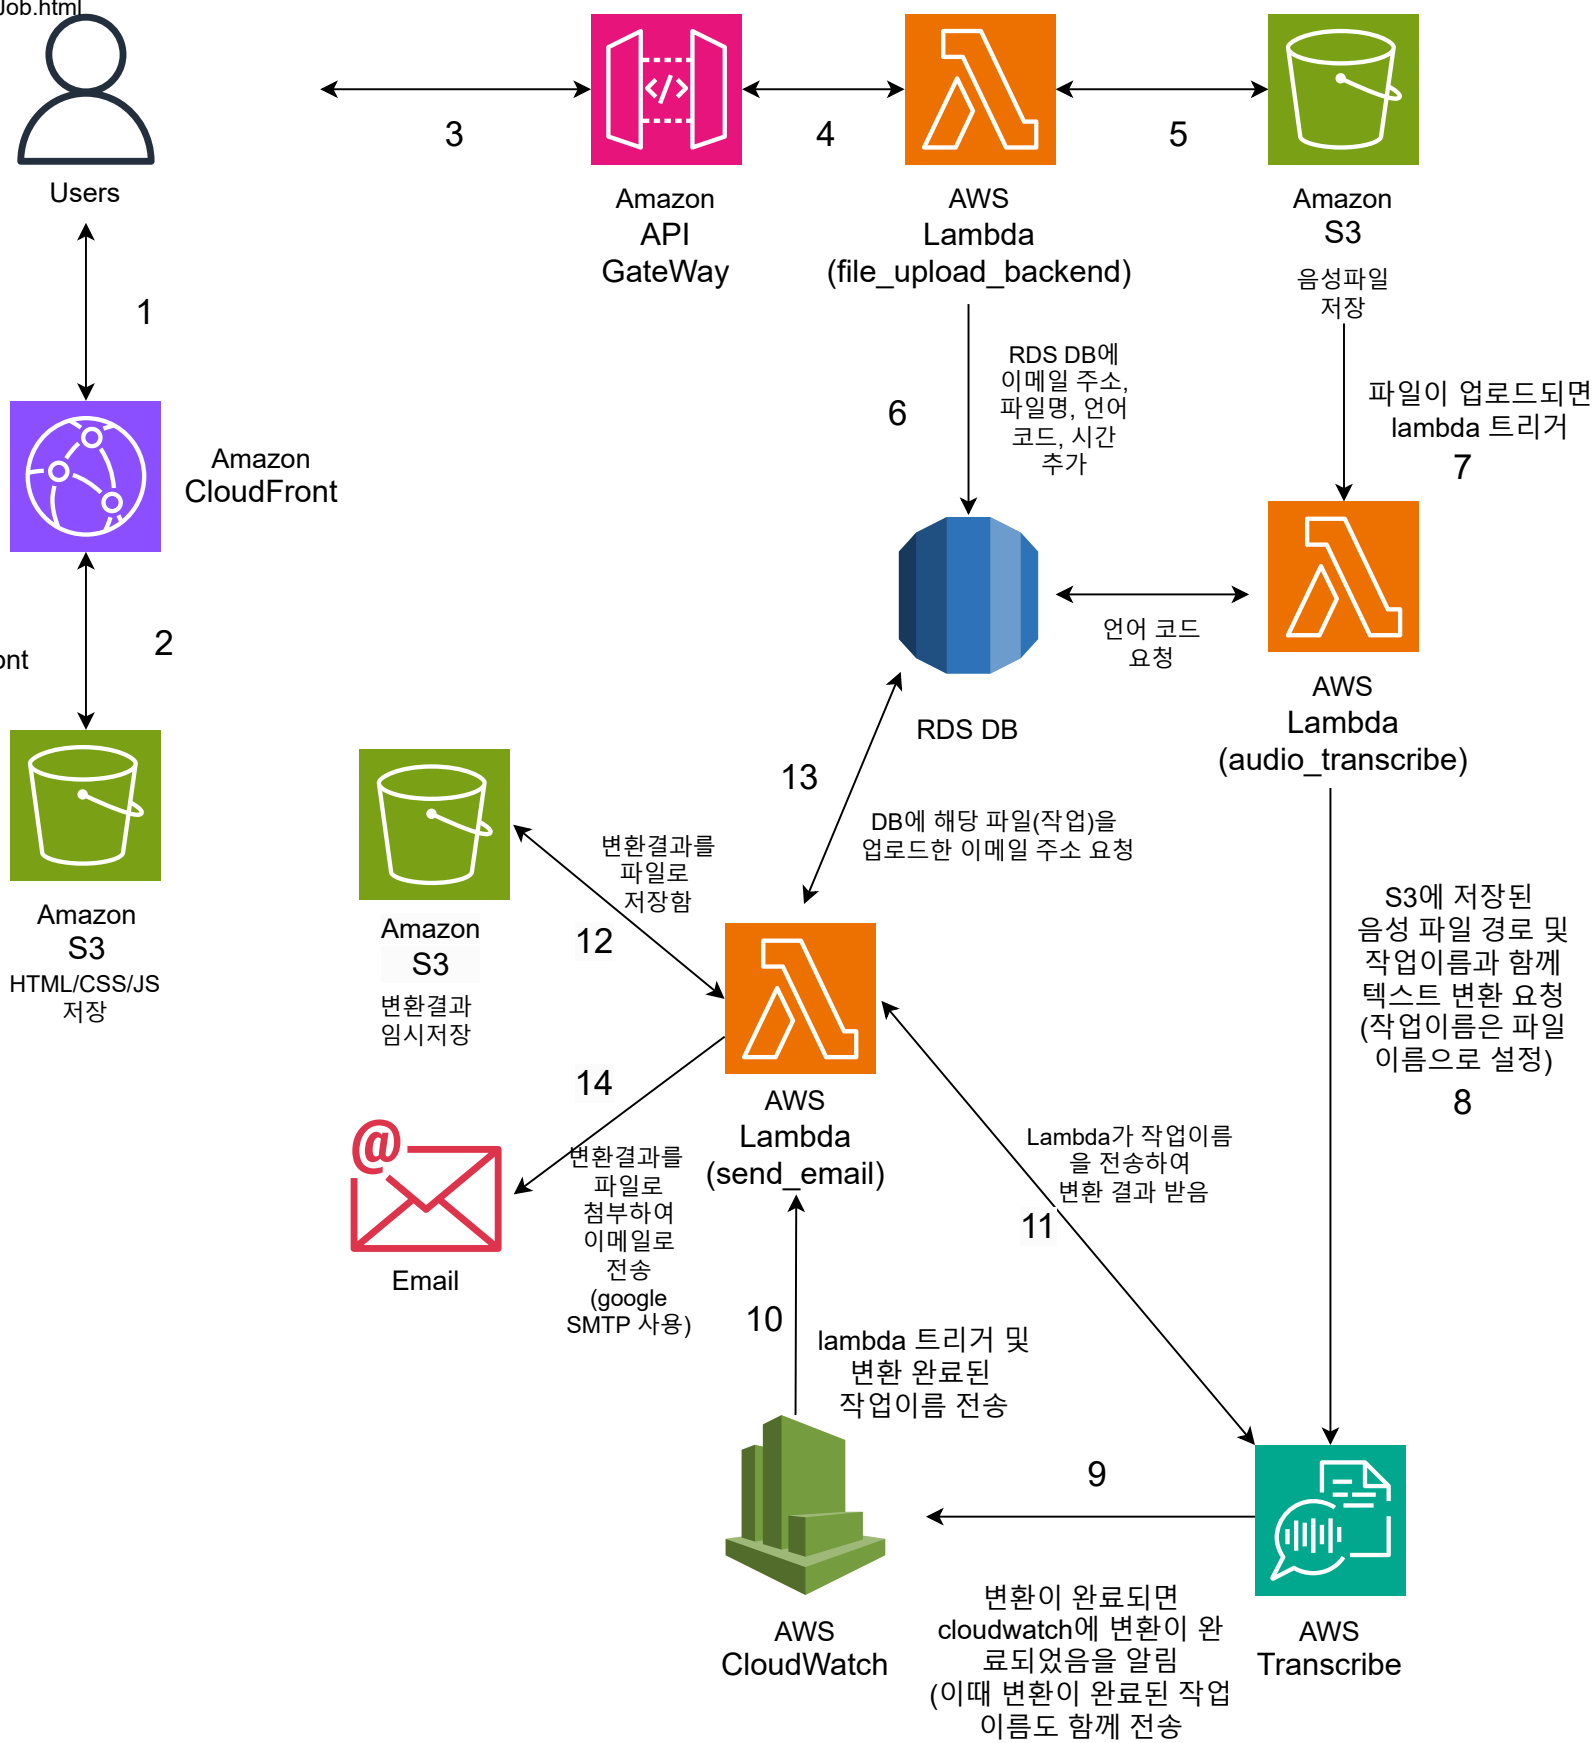 Job.html
Users
3
4
5
Amazon
API
GateWay
AWS
Lambda
(file_upload_backend)
Amazon
S3
음성파일
저장
1
RDS DB에
이메일 주소,
파일명, 언어
코드, 시간
추가
6
파일이 업로드되면
lambda 트리거
7
Amazon
CloudFront
2
ont
언어 코드
요청
RDS DB
AWS
Lambda
(audio_transcribe)
13
DB에 해당 파일(작업)을
업로드한 이메일 주소 요청
변환결과를
파일로
저장함
12
Amazon
S3
HTML/CSS/JS
저장
Amazon
S3
변환결과
임시저장
S3에 저장된
음성 파일 경로 및
작업이름과 함께
텍스트 변환 요청
(작업이름은 파일
이름으로 설정)
8
14
AWS
Lambda
(send_email)
Lambda가 작업이름
을 전송하여
변환 결과 받음
11
변환결과를
파일로
첨부하여
이메일로
전송
(google
SMTP 사용)
Email
10
lambda 트리거 및
변환 완료된
작업이름 전송
9
AWS
CloudWatch
변환이 완료되면
cloudwatch에 변환이 완
료되었음을 알림
(이때 변환이 완료된 작업
이름도 함께 전송
AWS
Transcribe